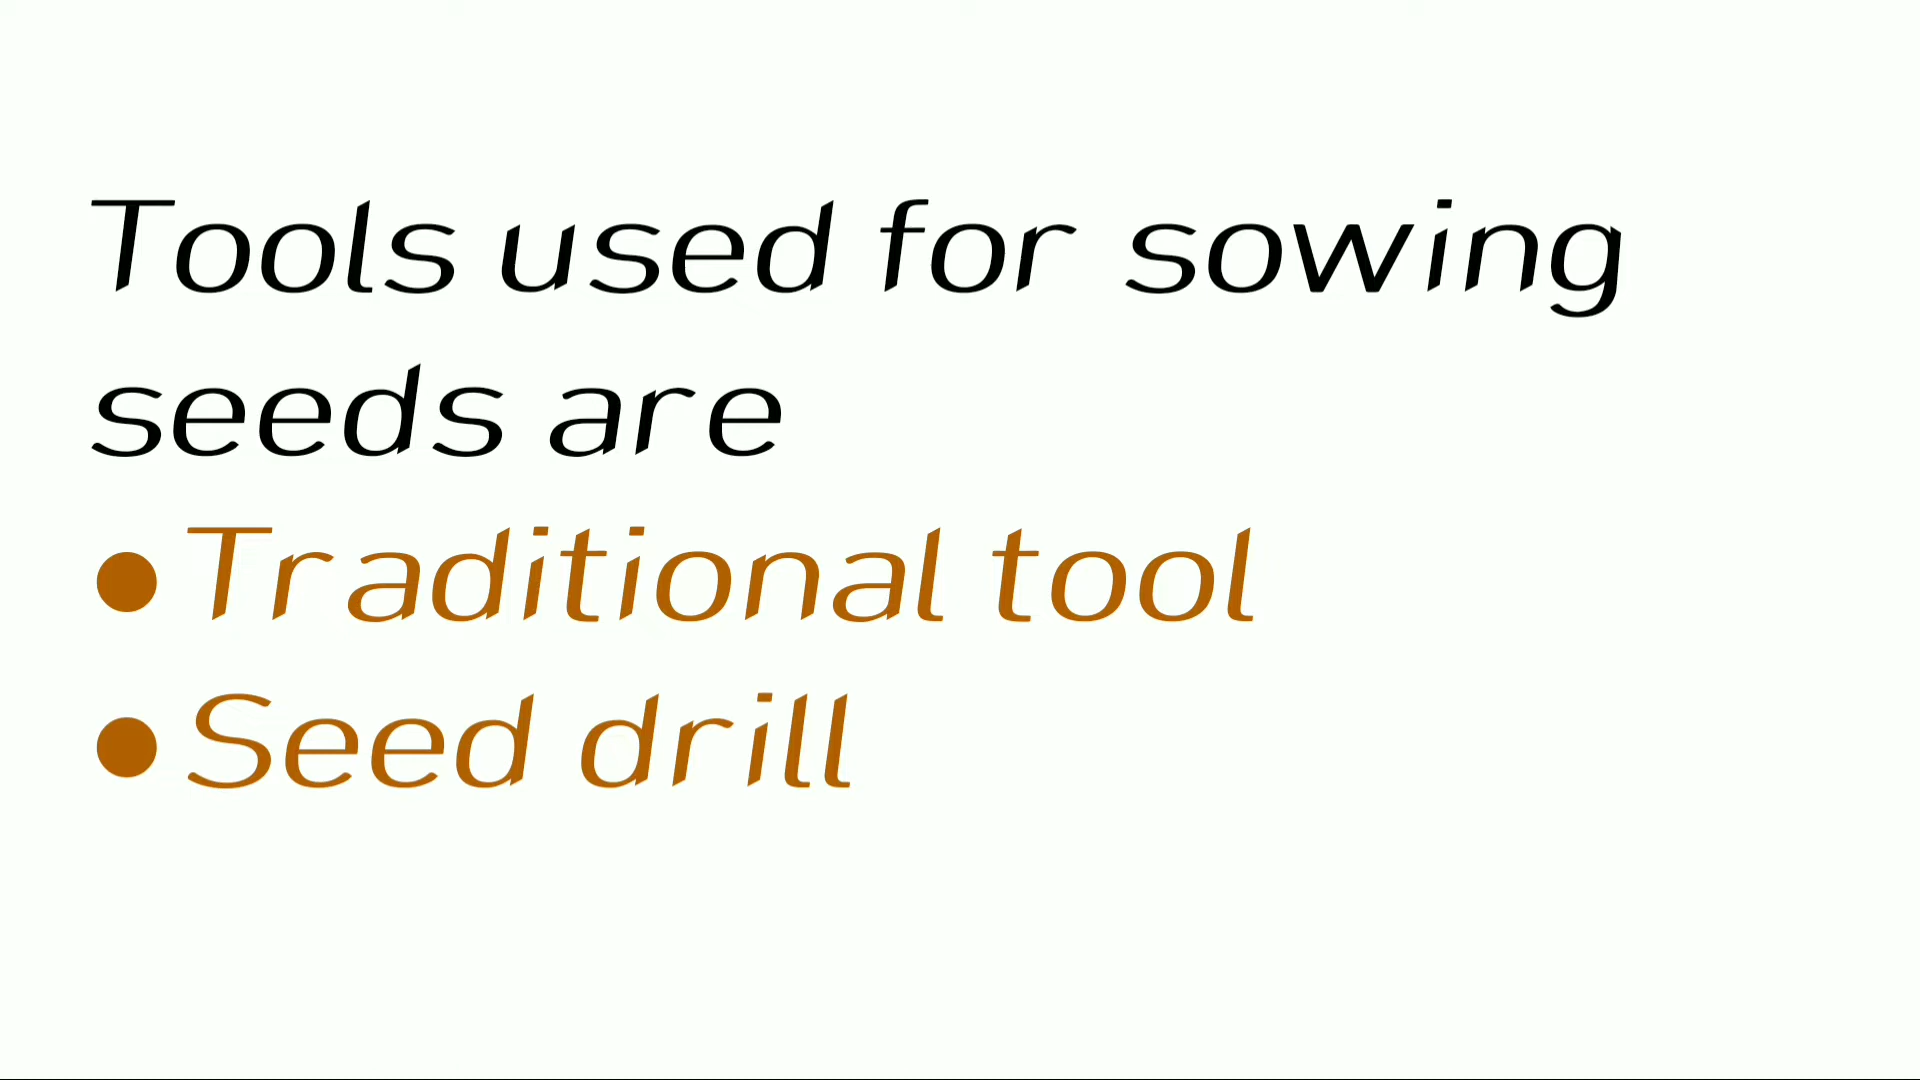 Tools used for sowing
seeds are
● Traditional tool
● Seed drill